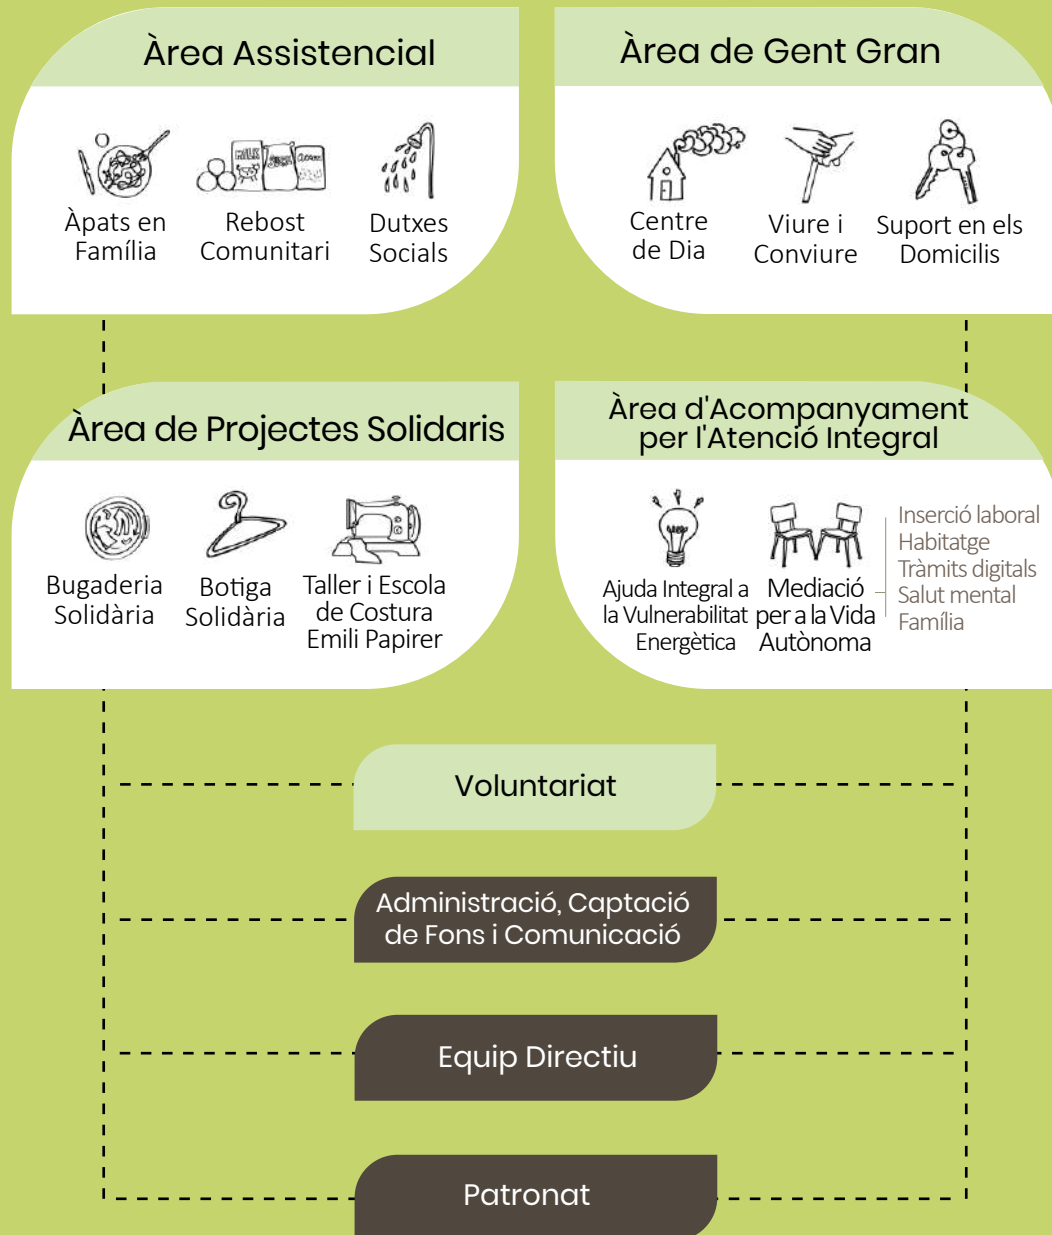 Àrea Assistencial
Àpats en
Família
MILK
Rebost
Comunitari
Dutxes
Socials
Àrea de Gent Gran
Centre
de Dia
Viure i
Conviure
Suport en els
Domicilis
Àrea de Projectes Solidaris
Bugaderia
Solidària
Botiga
Solidària
Taller i Escola
de Costura
Emili Papirer
Àrea d'Acompanyament
per l'Atenció Integral
Ajuda Integral a
la Vulnerabilitat
Energètica
Mediació
per a la Vida
Autònoma
Inserció laboral
Habitatge
Tràmits digitals
Salut mental
Família
Voluntariat
Administració, Captació
de Fons i Comunicació
Equip Directiu
Patronat